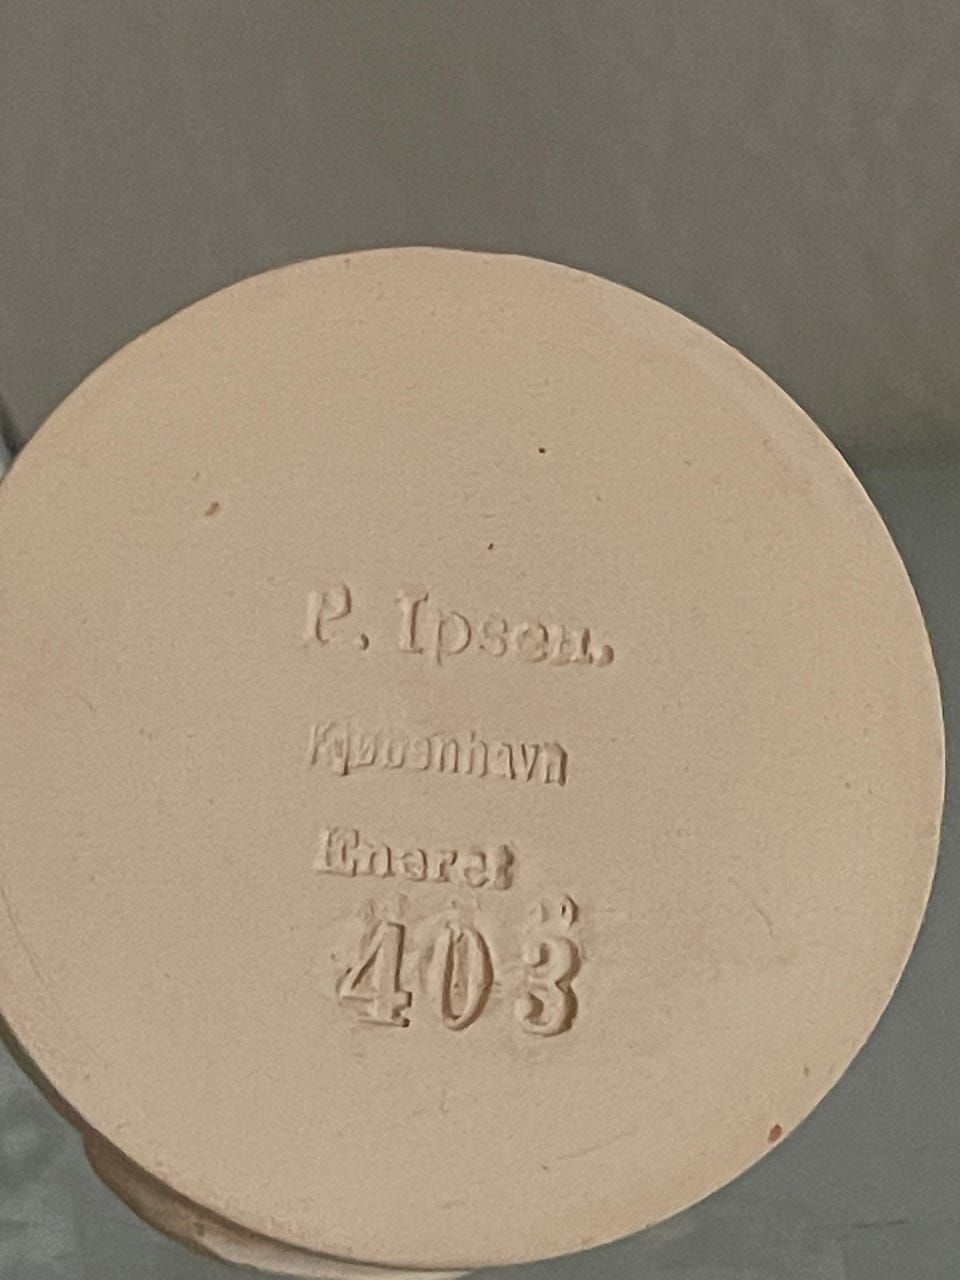 P. Ipsen.
Kjøbenhavn
Eneret
403